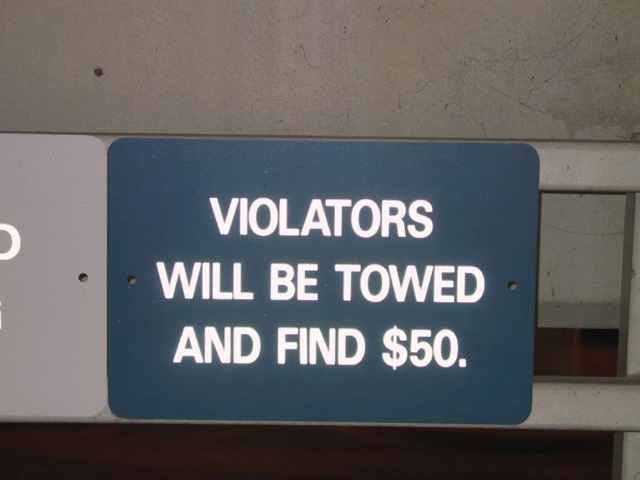 VIOLATORS
WILL BE TOWED
AND FIND $50.